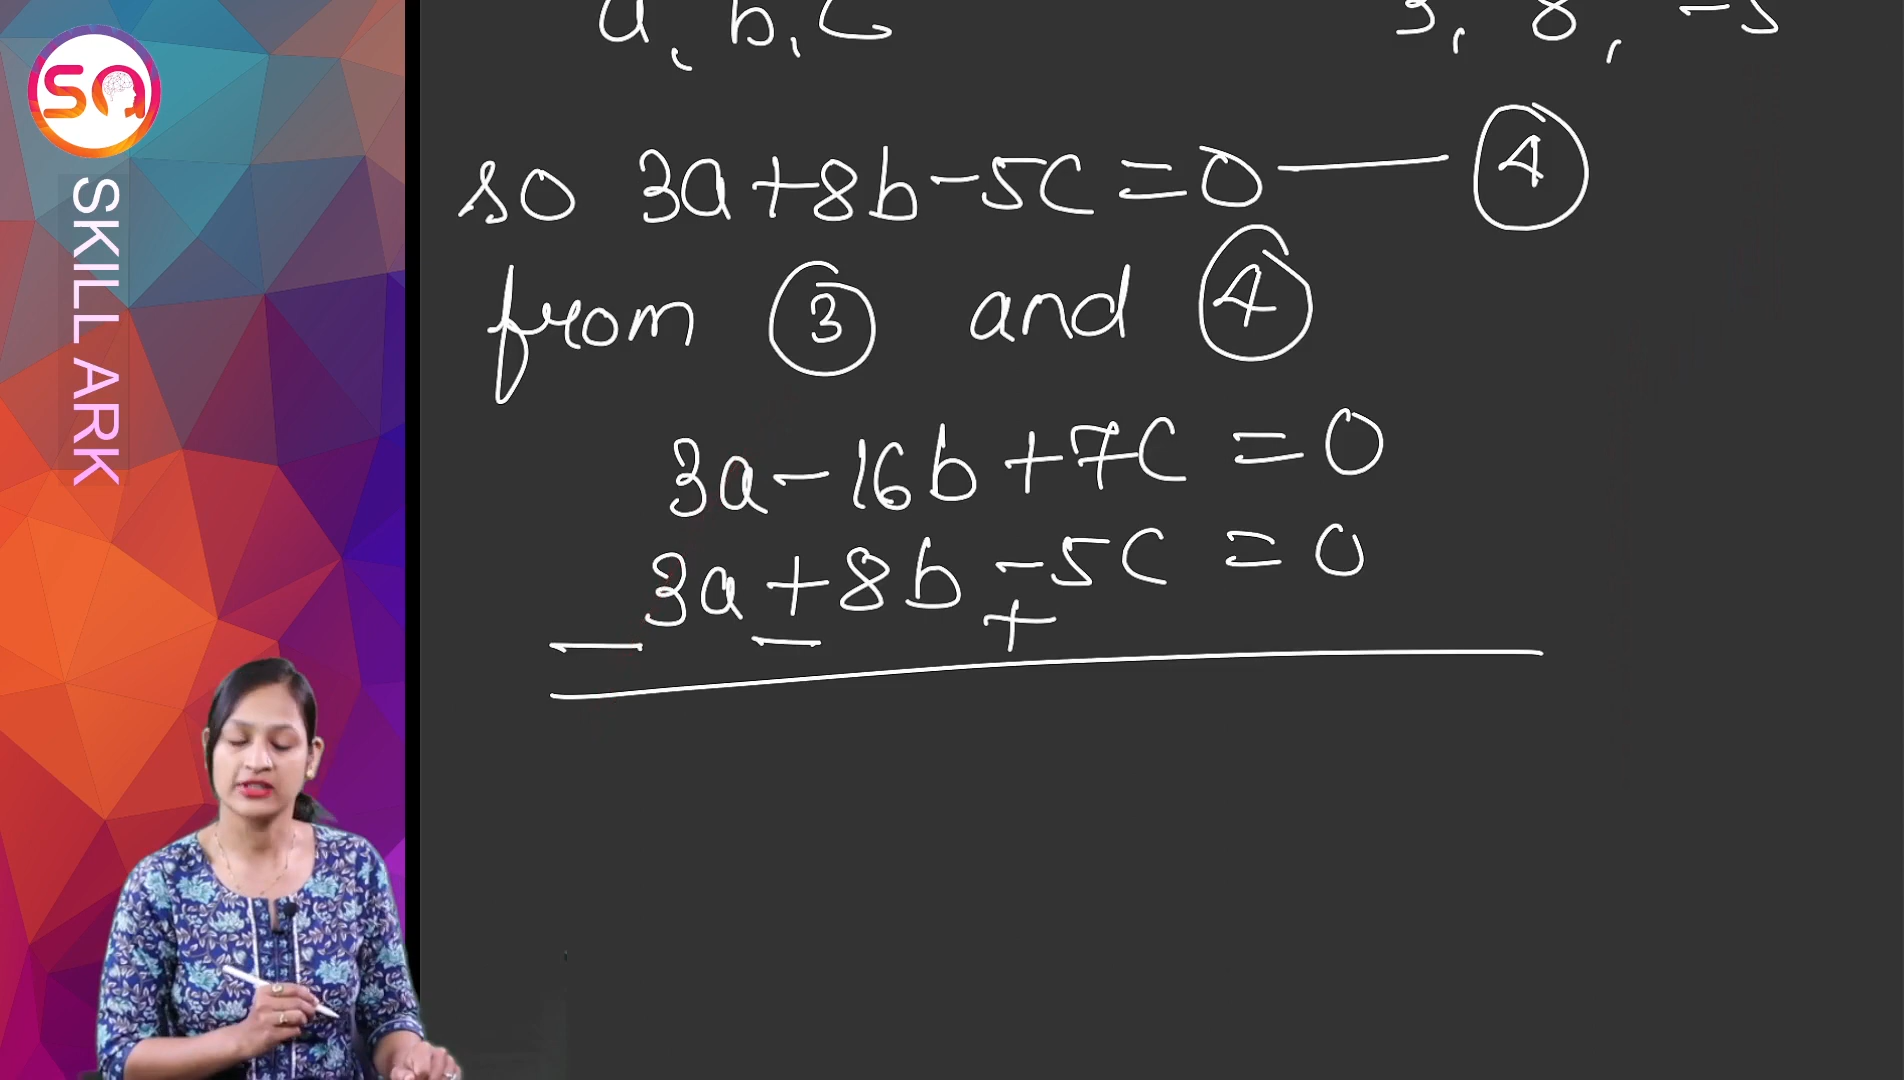 SA
SKILL ARK
a, b, c 3, 8, -5
so 3a+8b-5c=0 — 4
from 3 and 4
3a-16b+7c=0
3a+8b-5c=0
— — +